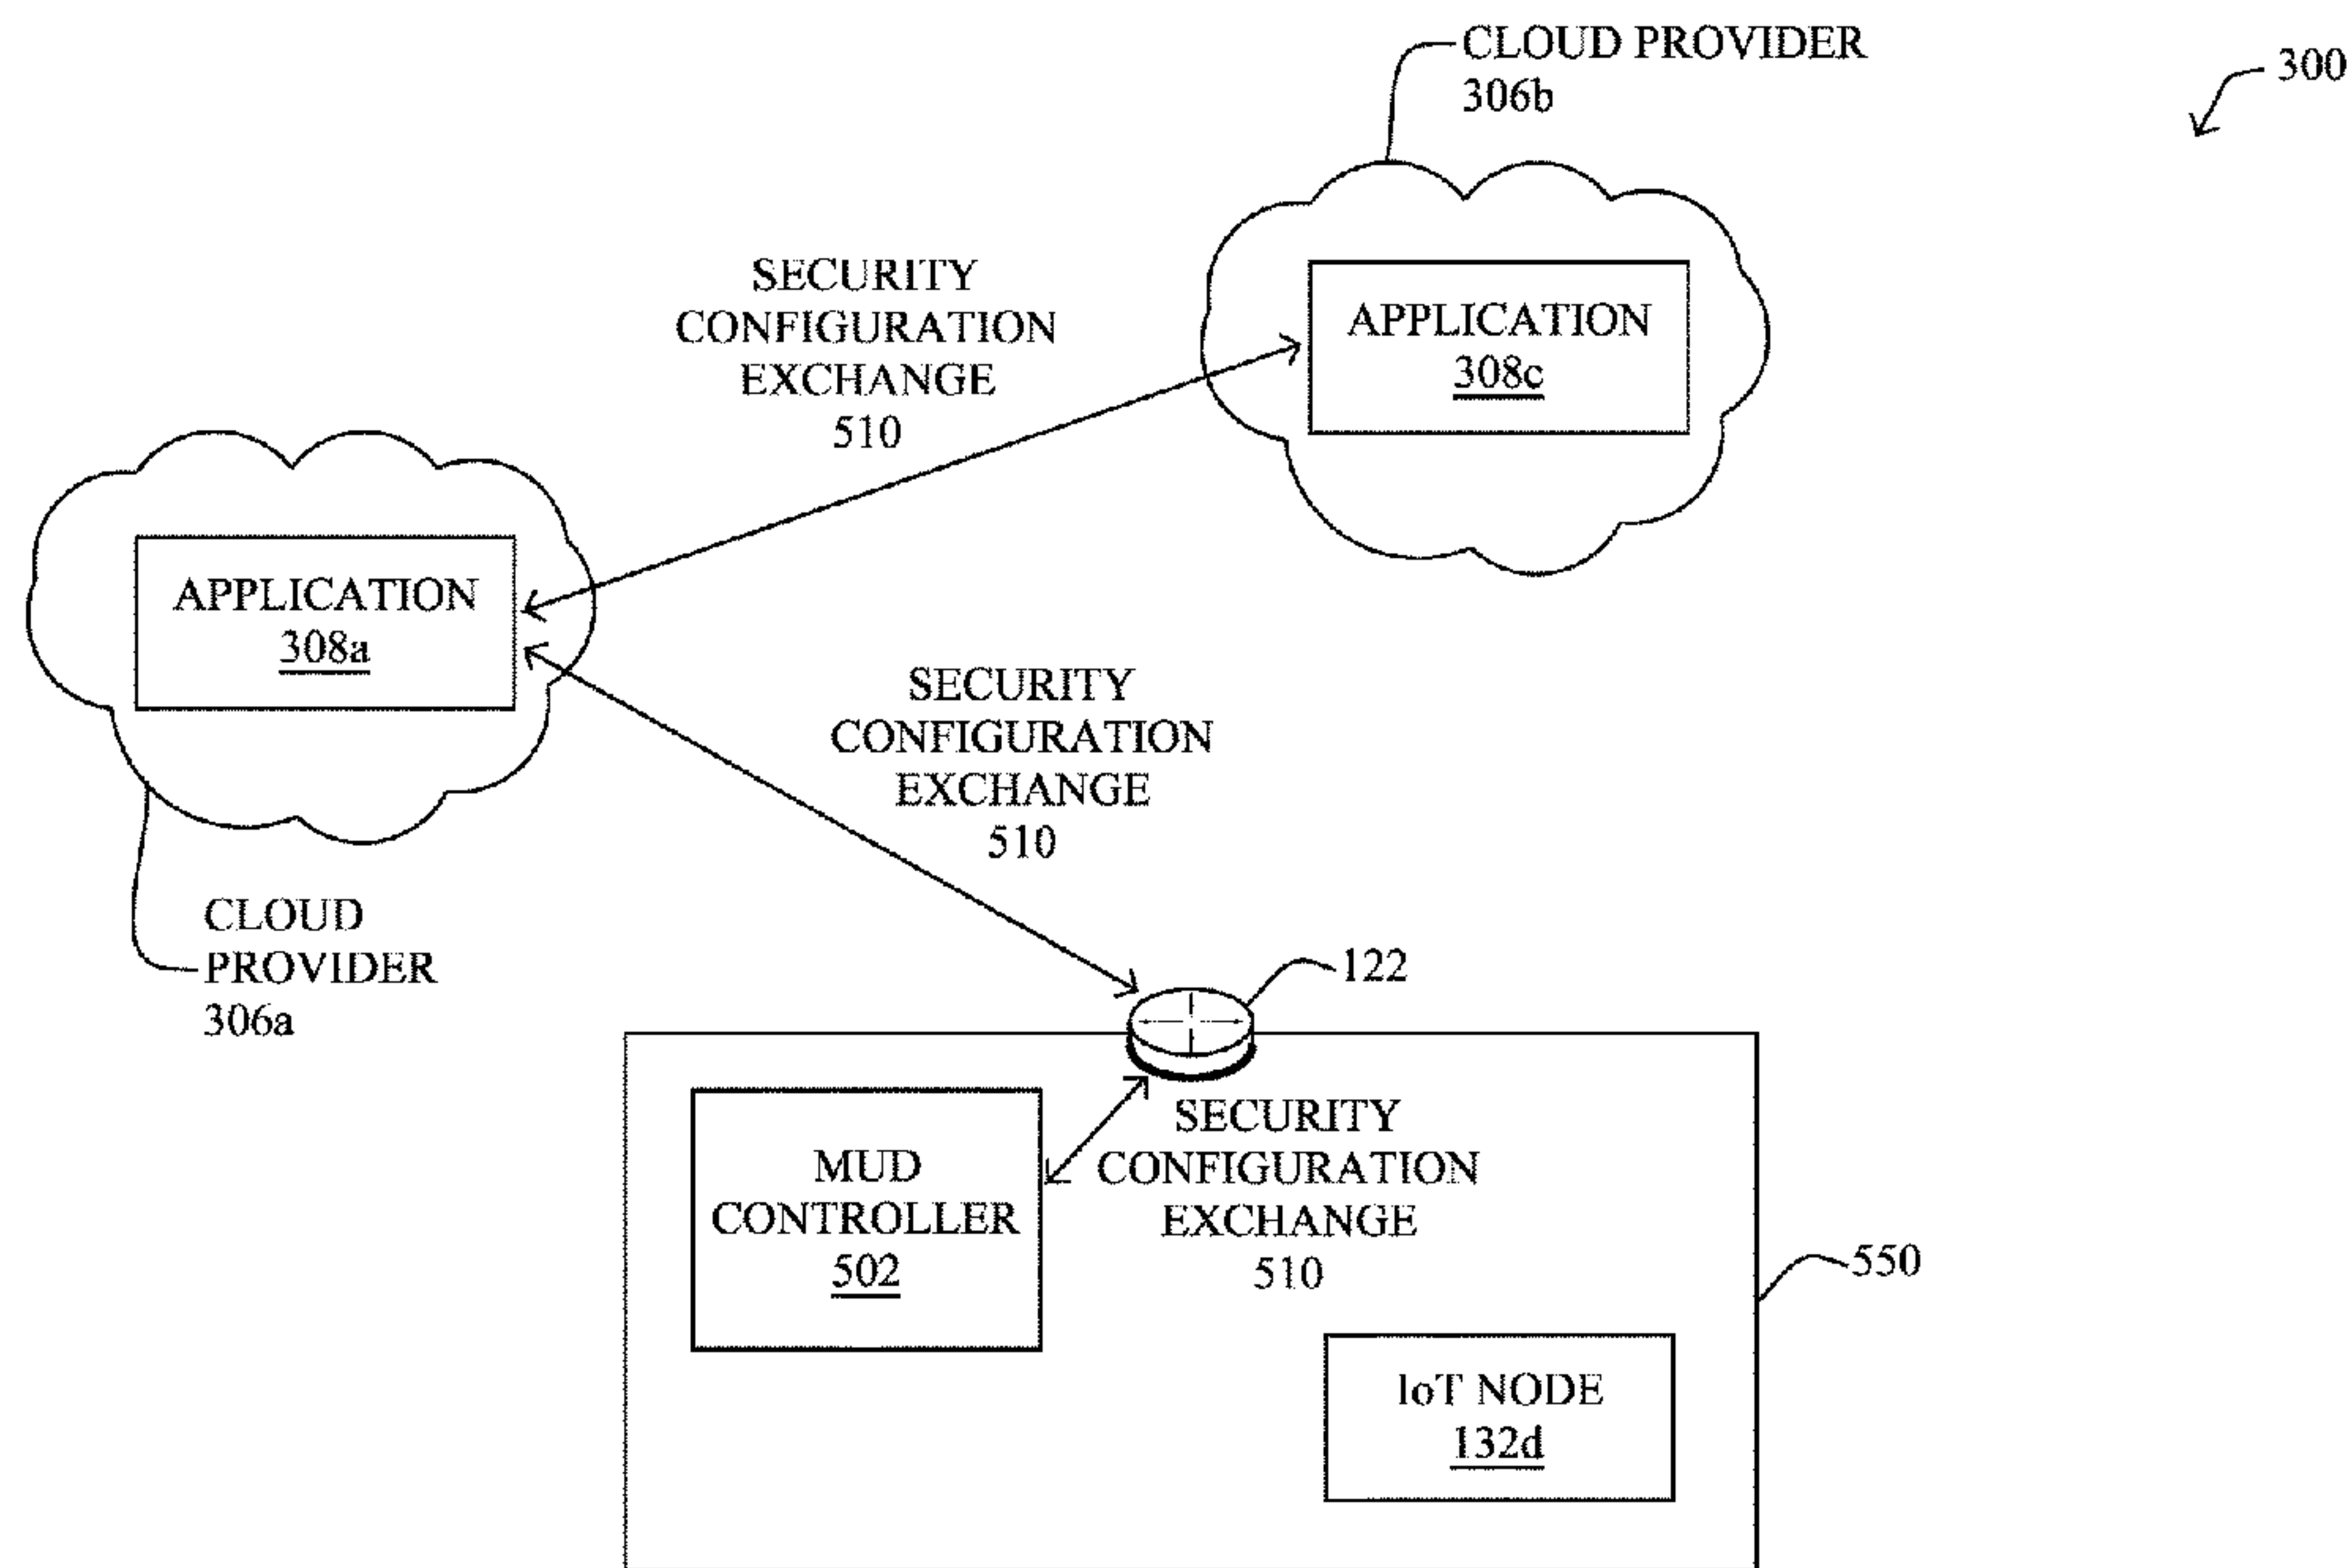 CLOUD PROVIDER
306b
300
SECURITY
CONFIGURATION
EXCHANGE
510
APPLICATION
308c
APPLICATION
308a
SECURITY
CONFIGURATION
EXCHANGE
510
CLOUD
PROVIDER
306a
122
MUD
CONTROLLER
502
SECURITY
CONFIGURATION
EXCHANGE
510
550
IoT NODE
132d